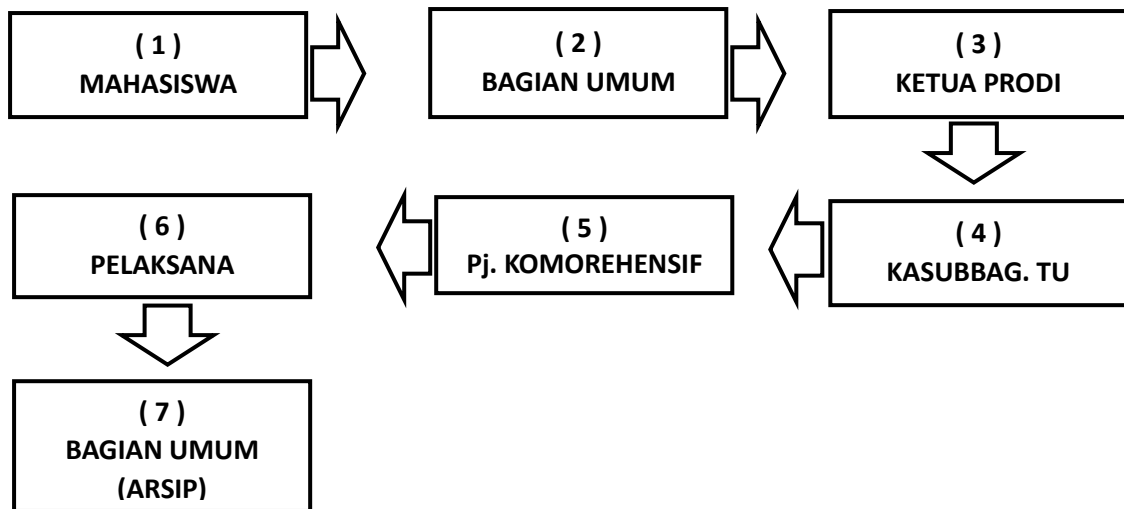 ( 1 )
MAHASISWA
( 2 )
BAGIAN UMUM
( 3 )
KETUA PRODI
( 4 )
KASUBBAG. TU
( 5 )
Pj. KOMOREHENSIF
( 6 )
PELAKSANA
( 7 )
BAGIAN UMUM
(ARSIP)